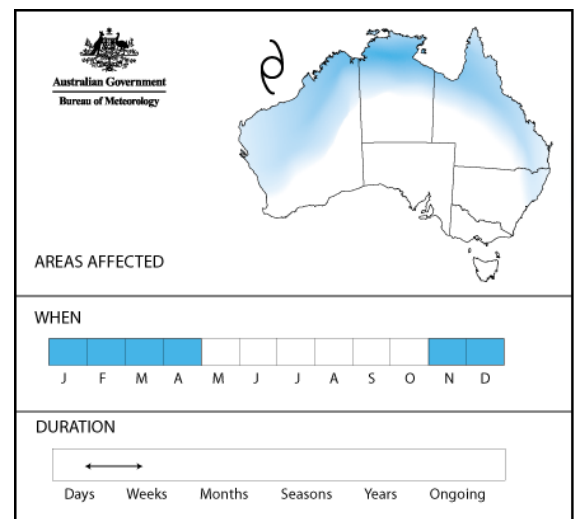 Australian Government
Bureau of Meteorology
AREAS AFFECTED
WHEN
J F M A M J J A S O N D
DURATION
Days Weeks Months Seasons Years Ongoing